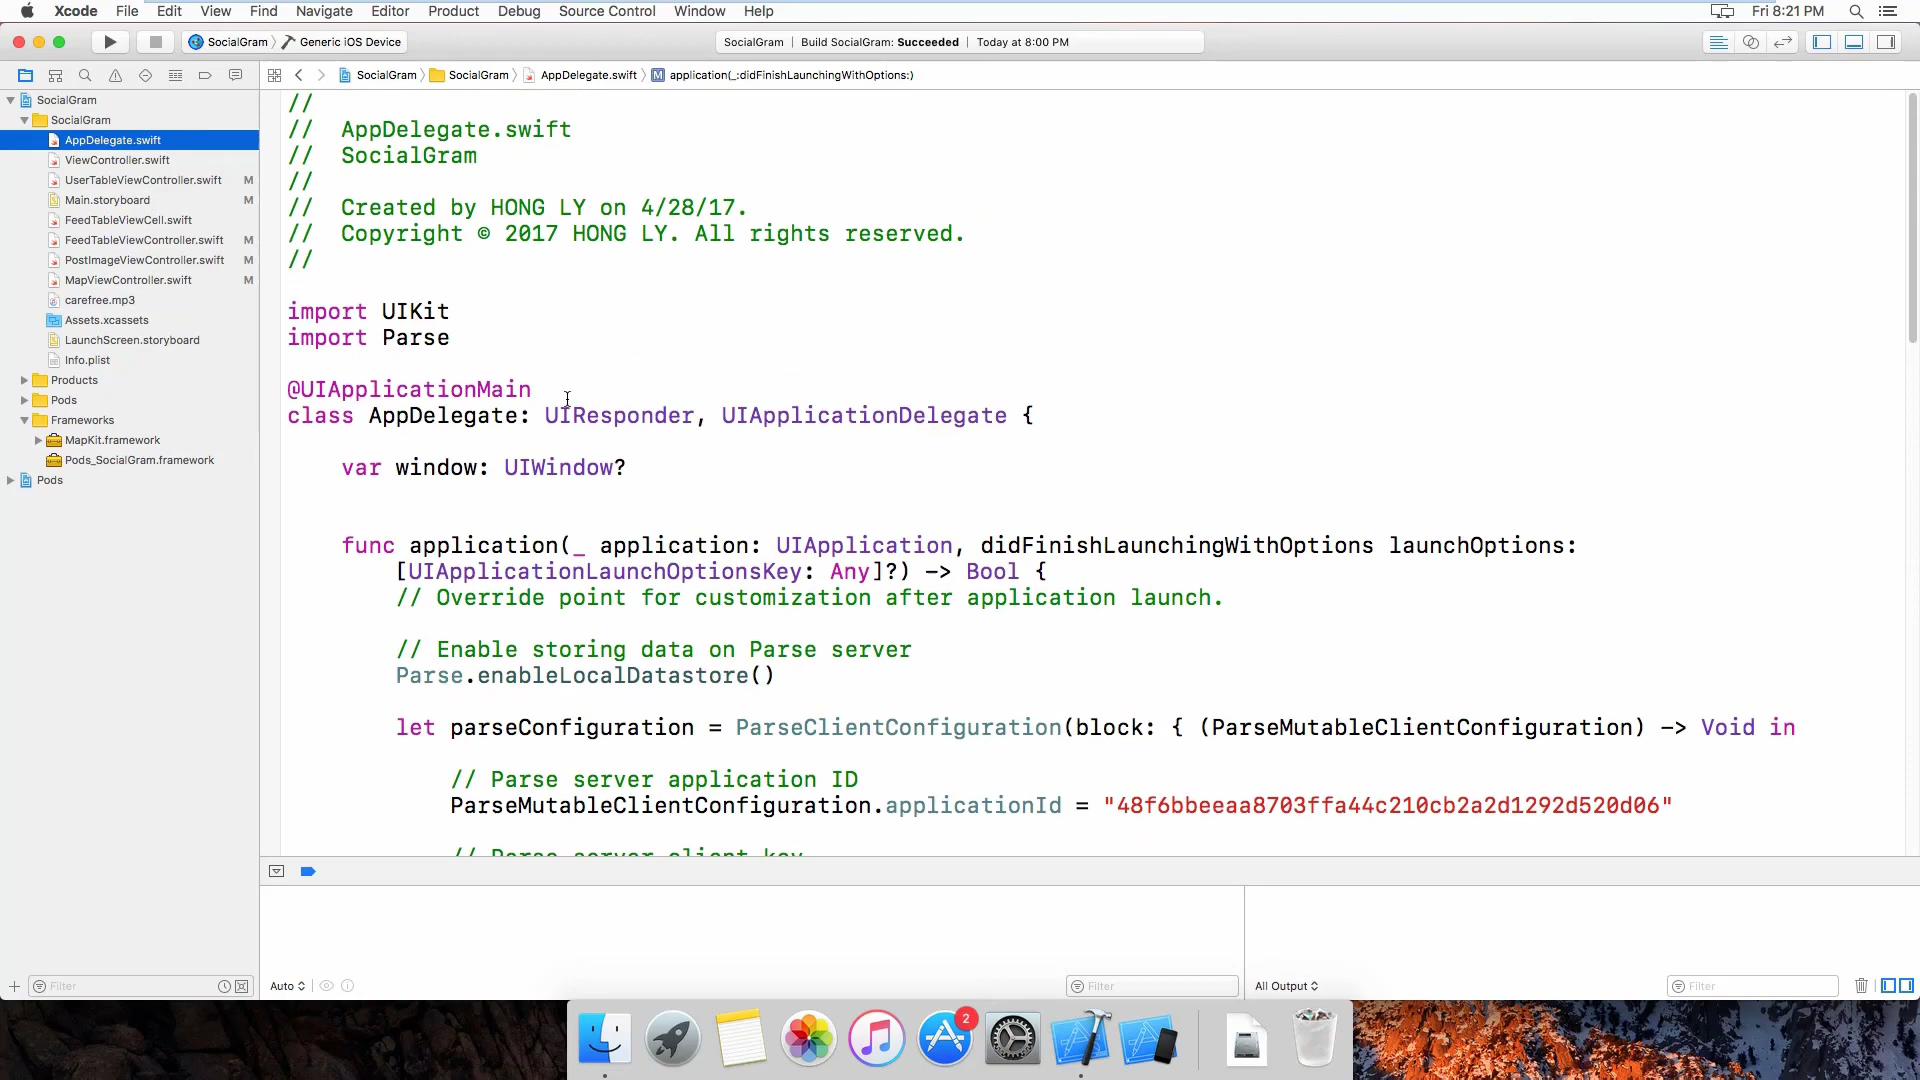 Xcode File Edit View Find Navigate Editor Product Debug Source Control Window Help Fri 8:21 PM
SocialGram Generic iOS Device SocialGram Build SocialGram: Succeeded Today at 8:00 PM
SocialGram SocialGram AppDelegate.swift M application(_:didFinishLaunchingWithOptions:)
SocialGram
SocialGram
AppDelegate.swift
ViewController.swift
UserTableViewController.swift M
Main.storyboard M
FeedTableViewCell.swift
FeedTableViewController.swift M
PostImageViewController.swift M
MapViewController.swift M
carefree.mp3
Assets.xcassets
LaunchScreen.storyboard
Info.plist
Products
Pods
Frameworks
MapKit.framework
Pods_SocialGram.framework
Pods
//
// AppDelegate.swift
// SocialGram
//
// Created by HONG LY on 4/28/17.
// Copyright © 2017 HONG LY. All rights reserved.
//
import UIKit
import Parse
@UIApplicationMain
class AppDelegate: UIResponder, UIApplicationDelegate {
var window: UIWindow?
func application(_ application: UIApplication, didFinishLaunchingWithOptions launchOptions:
[UIApplicationLaunchOptionsKey: Any]?) -> Bool {
// Override point for customization after application launch.
// Enable storing data on Parse server
Parse.enableLocalDatastore()
let parseConfiguration = ParseClientConfiguration(block: { (ParseMutableClientConfiguration) -> Void in
// Parse server application ID
ParseMutableClientConfiguration.applicationId = "48f6bbeeaa8703ffa44c210cb2a2d1292d520d06"
// Parse server client key
Filter Auto Filter All Output Filter
2